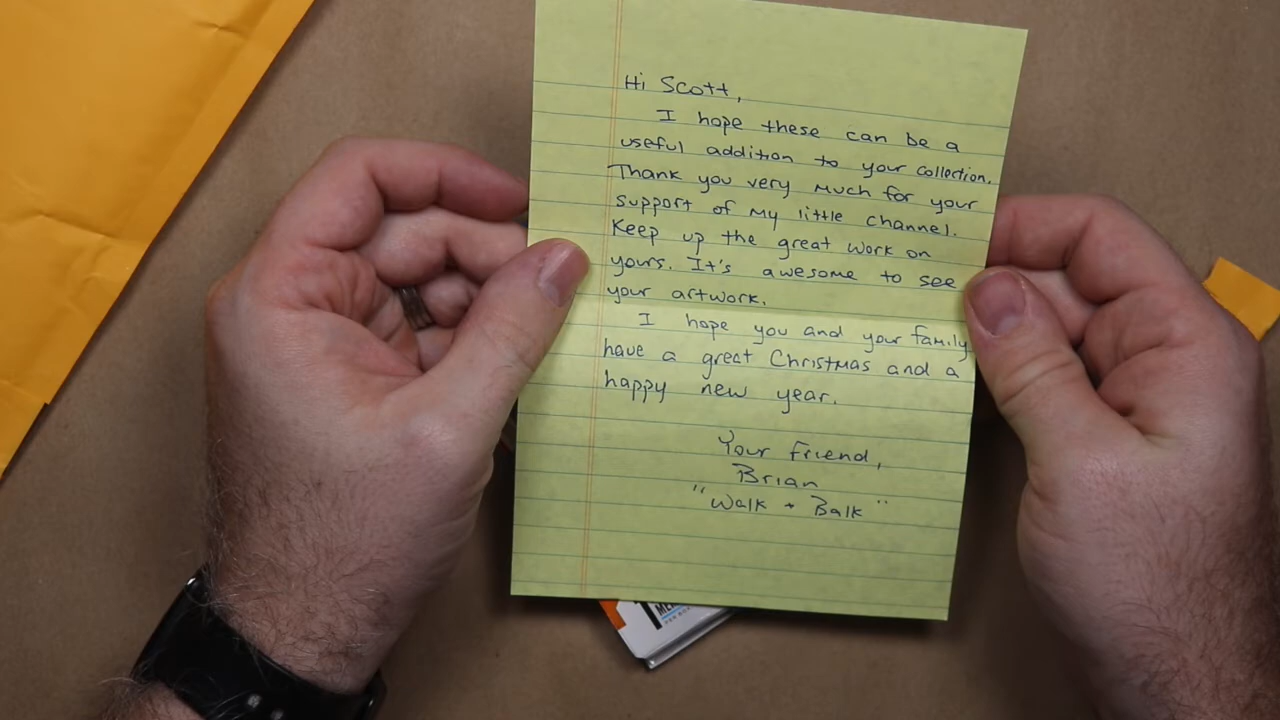 Hi Scott,
I hope these can be a
useful addition to your collection.
Thank you very much for your
support of my little channel.
Keep up the great work on
yours. It's awesome to see
your artwork.
I hope you and your family
have a great Christmas and a
happy new year.
Your friend,
Brian
"Walk + Balk"